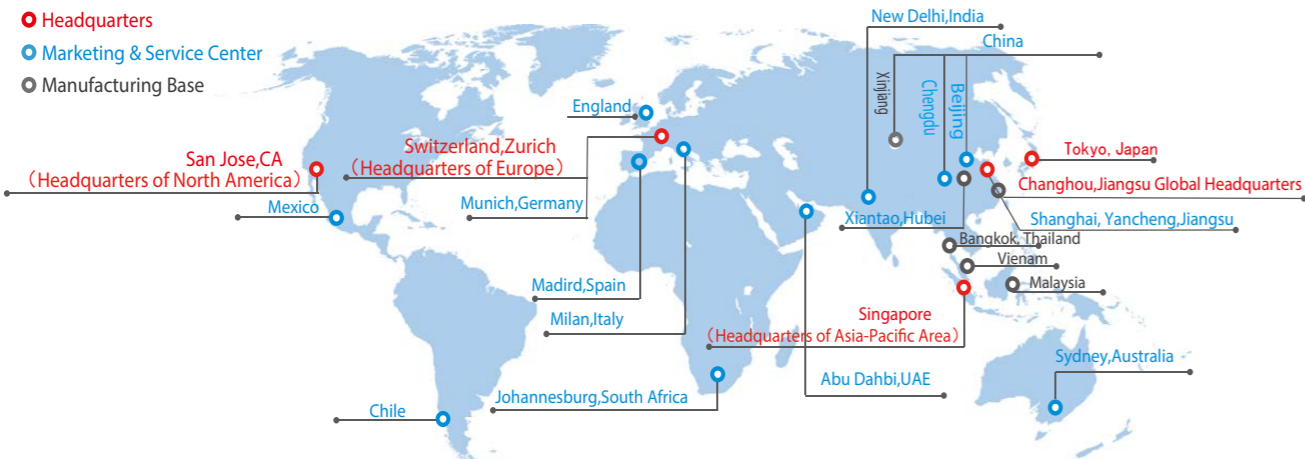 Headquarters
Marketing & Service Center
Manufacturing Base
New Delhi,India
China
Xinjiang
Chengdu
Beijing
England
Switzerland,Zurich
(Headquarters of Europe)
San Jose,CA
(Headquarters of North America)
Tokyo, Japan
Changhou,Jiangsu Global Headquarters
Mexico
Munich,Germany
Xiantao,Hubei
Shanghai, Yancheng,Jiangsu
Bangkok, Thailand
Vienam
Malaysia
Madird,Spain
Milan,Italy
Singapore
(Headquarters of Asia-Pacific Area)
Sydney,Australia
Abu Dahbi,UAE
Johannesburg,South Africa
Chile